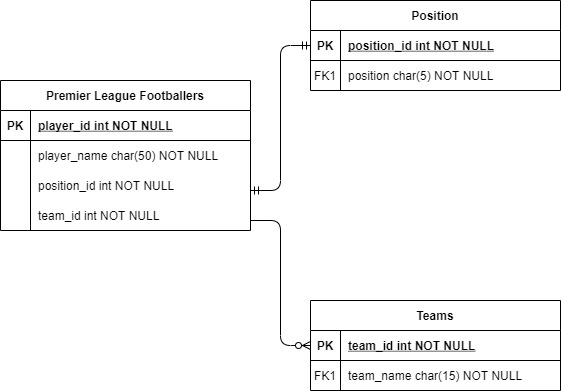 Position
PK position_id int NOT NULL
FK1 position char(5) NOT NULL
Premier League Footballers
PK player_id int NOT NULL
player_name char(50) NOT NULL
position_id int NOT NULL
team_id int NOT NULL
Teams
PK team_id int NOT NULL
FK1 team_name char(15) NOT NULL